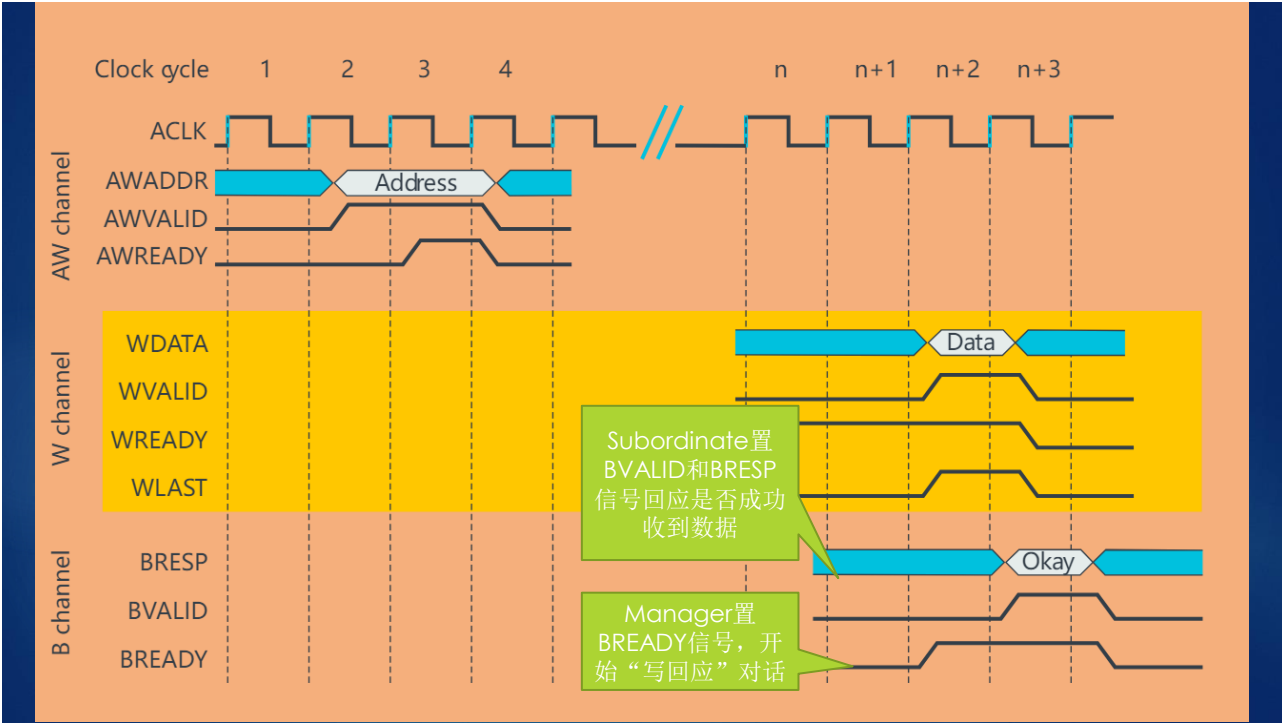 Clock cycle 1 2 3 4 n n+1 n+2 n+3
ACLK
AW channel
AWADDR Address
AWVALID
AWREADY
W channel
WDATA Data
WVALID
WREADY
WLAST
Subordinate置
BVALID和BRESP
信号回应是否成功
收到数据
B channel
BRESP Okay
BVALID
BREADY
Manager置
BREADY信号，开
始“写回应”对话